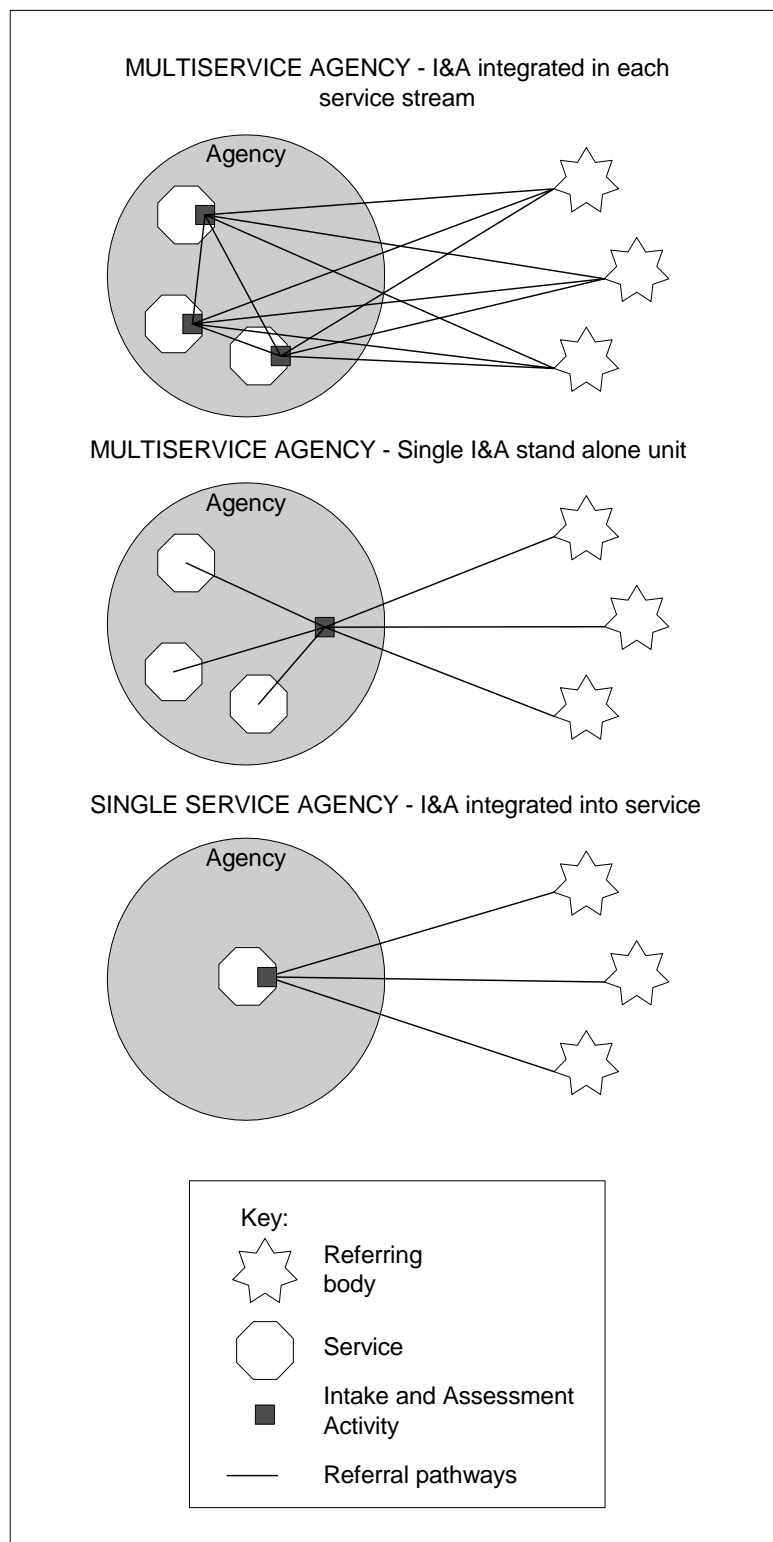 MULTISERVICE AGENCY - I&A integrated in each
service stream
Agency
MULTISERVICE AGENCY - Single I&A stand alone unit
Agency
SINGLE SERVICE AGENCY - I&A integrated into service
Agency
Key:
Referring
body
Service
Intake and Assessment
Activity
Referral pathways